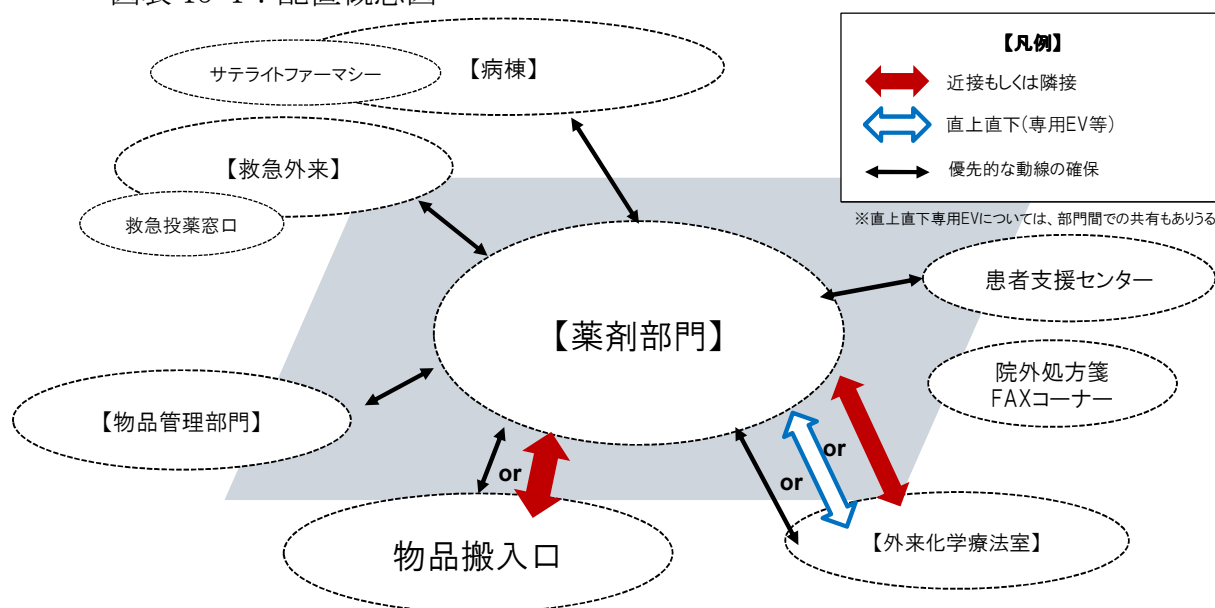 【凡例】
近接もしくは隣接
直上直下(専用EV等)
優先的な動線の確保
※直上直下専用EVについては、部門間での共有もありうる
サテライトファーマシー
【病棟】
【救急外来】
救急投薬窓口
患者支援センター
【薬剤部門】
院外処方箋
FAXコーナー
【物品管理部門】
or
or
or
物品搬入口
【外来化学療法室】